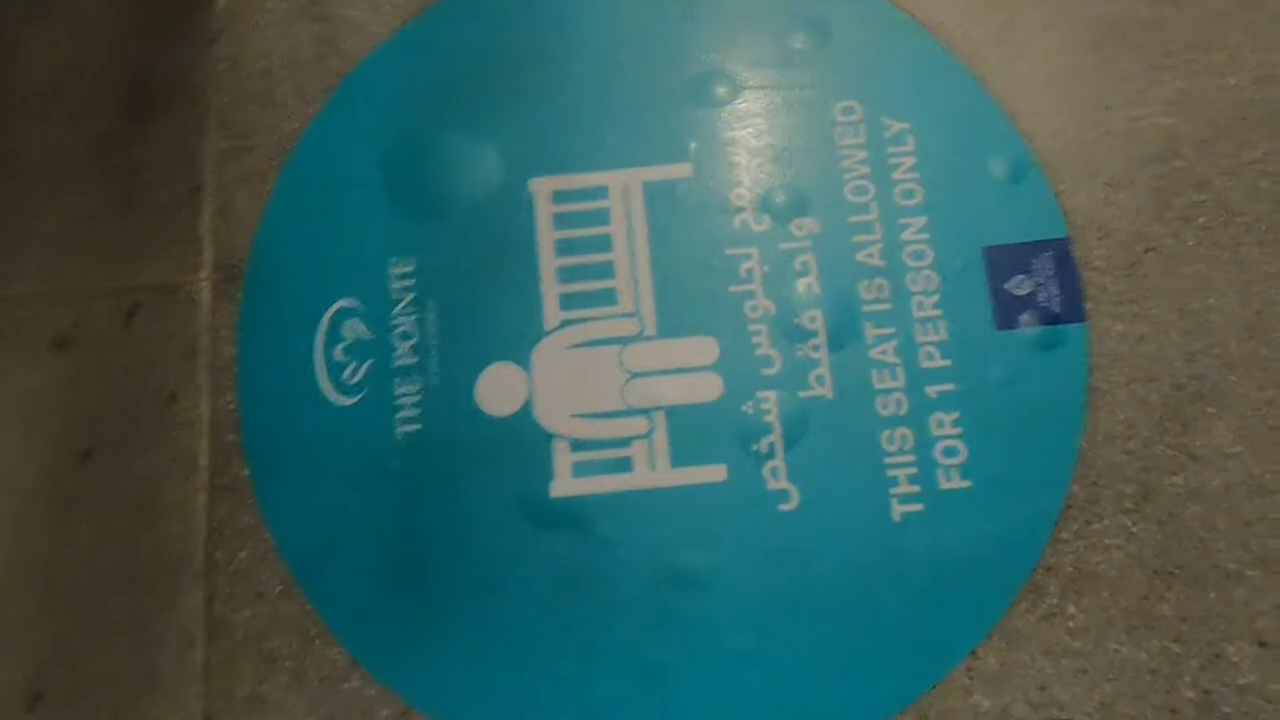 THE POINTE
يسمح لجلوس شخص
واحد فقط
THIS SEAT IS ALLOWED
FOR 1 PERSON ONLY